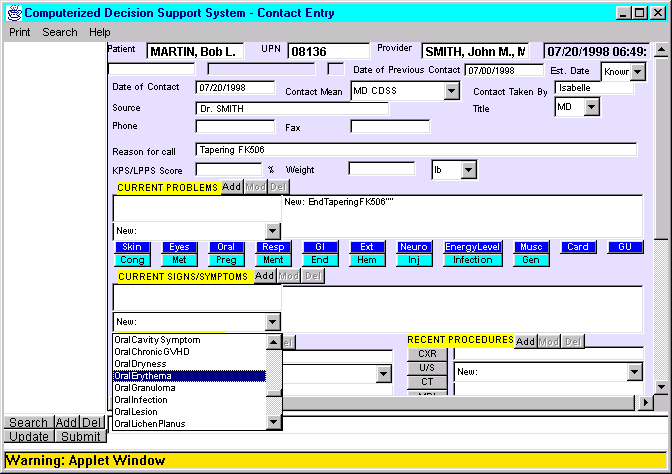 Computerized Decision Support System - Contact Entry
Print Search Help
Patient MARTIN, Bob L. UPN 08136 Provider SMITH, John M., M 07/20/1998 06:49:
Date of Previous Contact 07/00/1998 Est. Date Known
Date of Contact 07/20/1998 Contact Mean MD CDSS Contact Taken By Isabelle
Source Dr. SMITH Title MD
Phone Fax
Reason for call Tapering FK506
KPS/LPPS Score % Weight lb
CURRENT PROBLEMS Add Mod Del
New: EndTaperingFK506""
New:
Skin Eyes Oral Resp GI Ext Neuro EnergyLevel Musc Card GU
Cong Met Preg Ment End Hem Inj Infection Gen
CURRENT SIGNS/SYMPTOMS Add Mod Del
New:
OralCavitySymptom
OralChronicGVHD
OralDryness
OralErythema
OralGranuloma
OralInfection
OralLesion
OralLichenPlanus
Del
RECENT PROCEDURES Add Mod Del
CXR
U/S New:
CT
Search Add Del
Update Submit
Warning: Applet Window